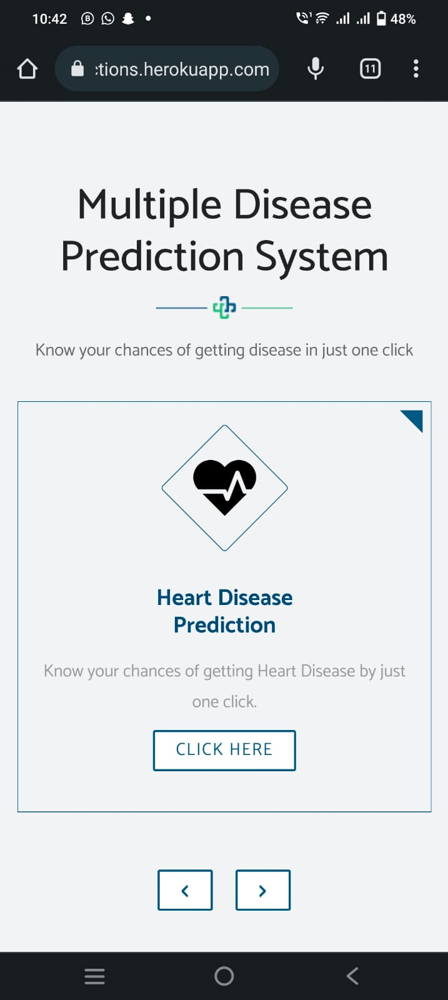 10:42
48%
:tions.herokuapp.com
11
Multiple Disease
Prediction System
Know your chances of getting disease in just one click
Heart Disease
Prediction
Know your chances of getting Heart Disease by just
one click.
CLICK HERE